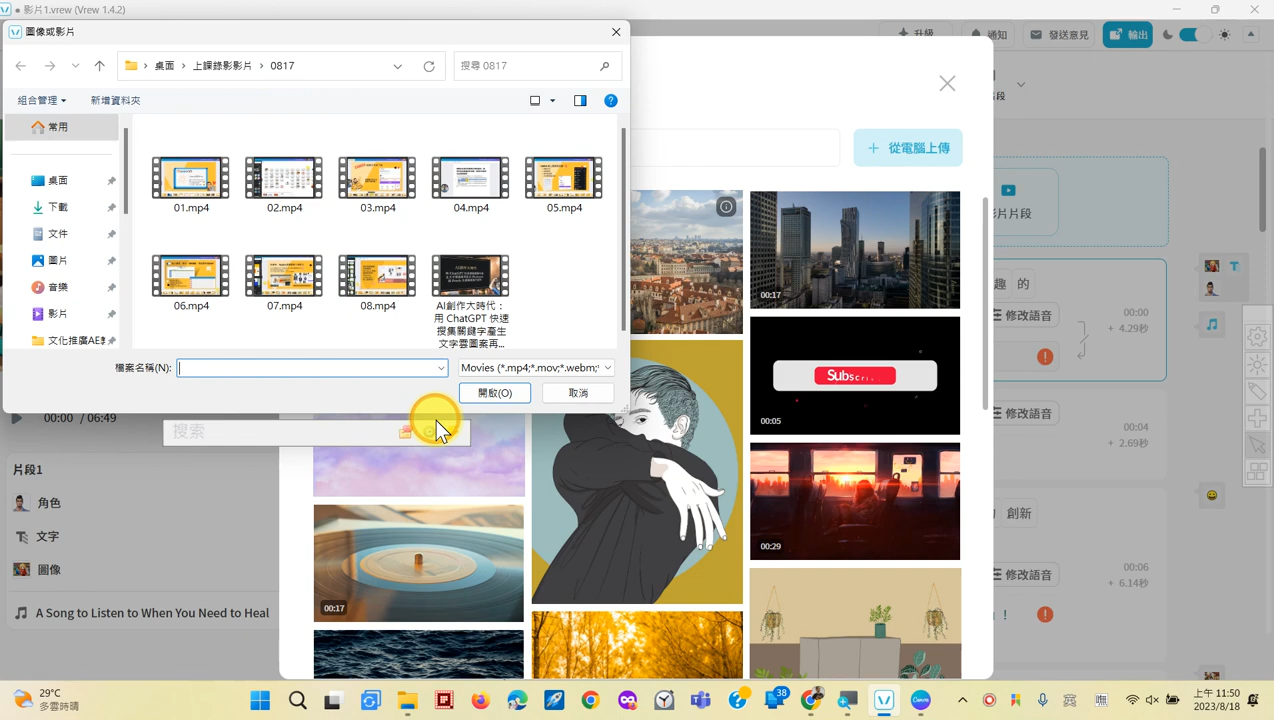 影片1.vrew (Vrew 1.4.2)
圖像或影片
桌面 › 上課錄影影片 › 0817
搜尋 0817
組合管理
新增資料夾
常用
桌面
下載
文件
圖片
音樂
影片
文化推廣AE!
01.mp4
02.mp4
03.mp4
04.mp4
05.mp4
06.mp4
07.mp4
08.mp4
AI創作大時代：
用 ChatGPT 快速
搜集關鍵字產生
文字雲圖案再...
檔案名稱(N):
Movies (*.mp4;*.mov;*.webm;
開啟(O)
取消
升級
通知
發送意見
輸出
段
+ 從電腦上傳
00:17
Subscr
00:05
00:29
00:17
片片段
趣 的
修改語音
00:00
+ 4.29秒
修改語音
00:04
+ 2.69秒
創新
修改語音
00:06
+ 6.14秒
！
00:00 / 06:49
搜索
片段1
角色
文字
圖像
A Song to Listen to When You Need to Heal
29°C
多雲時晴
38
英
上午 11:50
2023/8/18